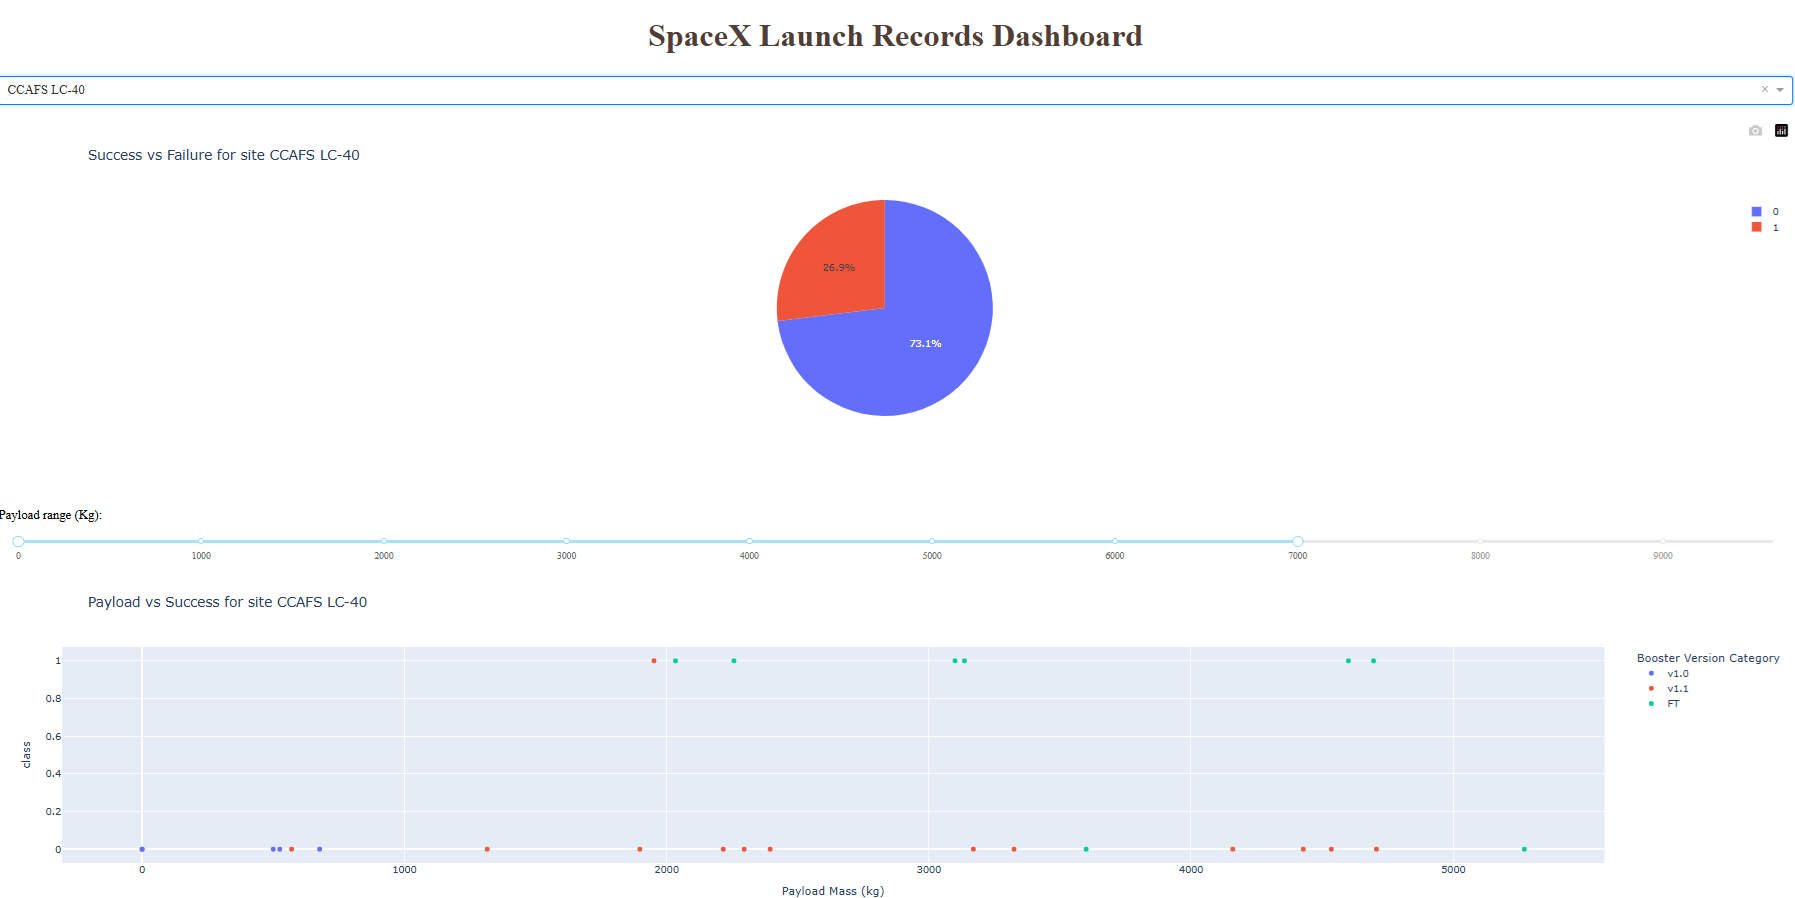 SpaceX Launch Records Dashboard
CCAFS LC-40
×
Success vs Failure for site CCAFS LC-40
0
1
26.9%
73.1%
Payload range (Kg):
0 1000 2000 3000 4000 5000 6000 7000 8000 9000
Payload vs Success for site CCAFS LC-40
Booster Version Category
v1.0
v1.1
FT
class
1
0.8
0.6
0.4
0.2
0
0 1000 2000 3000 4000 5000
Payload Mass (kg)